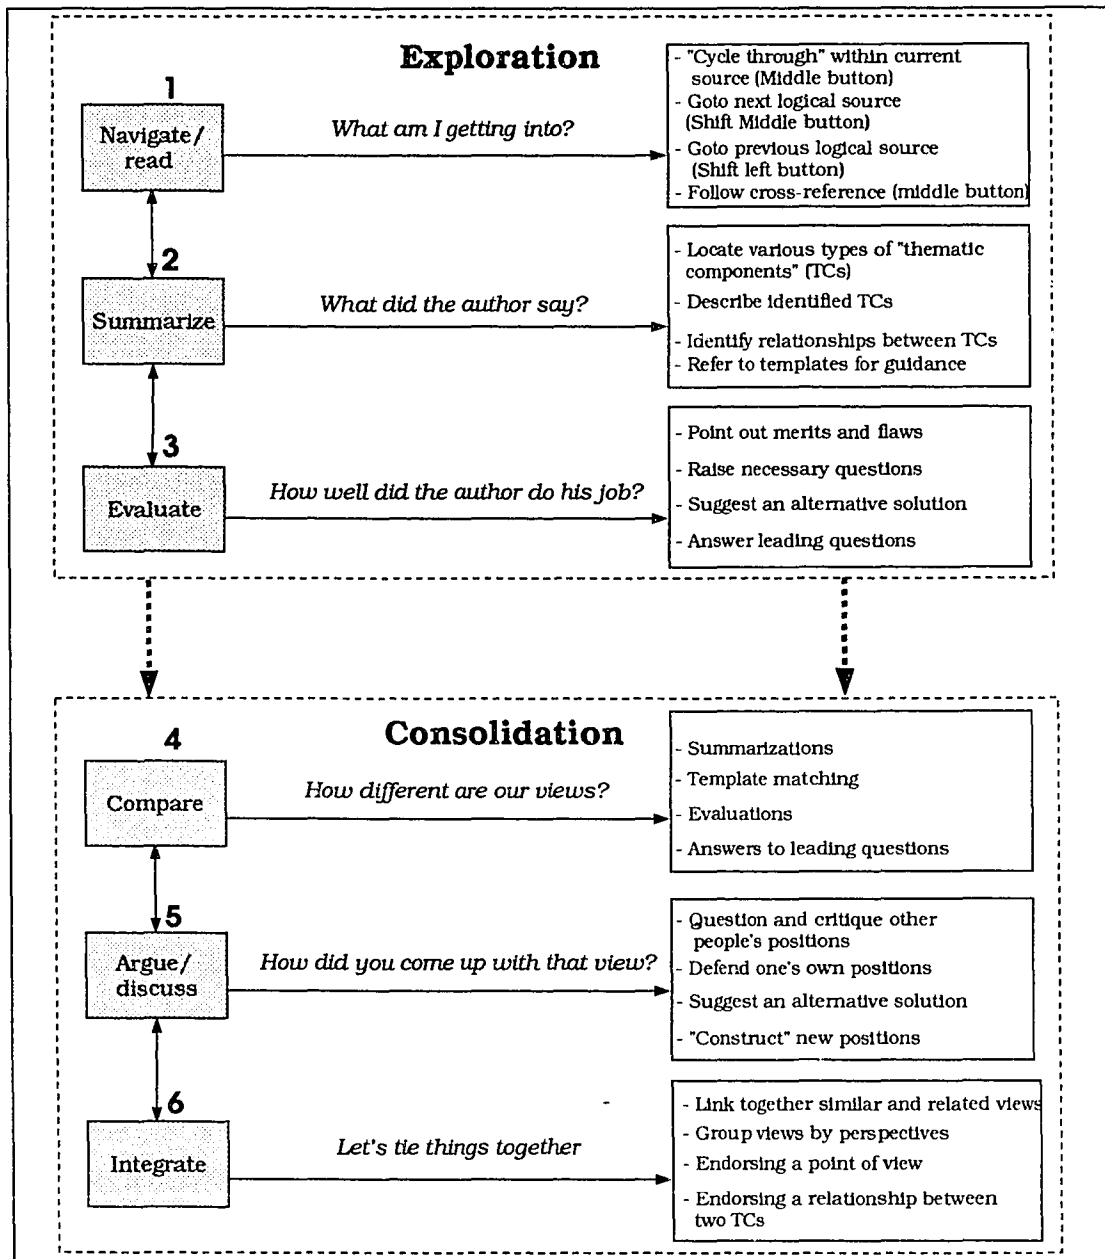 Exploration
1
Navigate/
read
What am I getting into?
- "Cycle through" within current
source (Middle button)
- Goto next logical source
(Shift Middle button)
- Goto previous logical source
(Shift left button)
- Follow cross-reference (middle button)
2
Summarize
What did the author say?
- Locate various types of "thematic
components" (TCs)
- Describe identified TCs
- Identify relationships between TCs
- Refer to templates for guidance
3
Evaluate
How well did the author do his job?
- Point out merits and flaws
- Raise necessary questions
- Suggest an alternative solution
- Answer leading questions
Consolidation
4
Compare
How different are our views?
- Summarizations
- Template matching
- Evaluations
- Answers to leading questions
5
Argue/
discuss
How did you come up with that view?
- Question and critique other
people's positions
- Defend one's own positions
- Suggest an alternative solution
- "Construct" new positions
6
Integrate
Let's tie things together
- Link together similar and related views
- Group views by perspectives
- Endorsing a point of view
- Endorsing a relationship between
two TCs